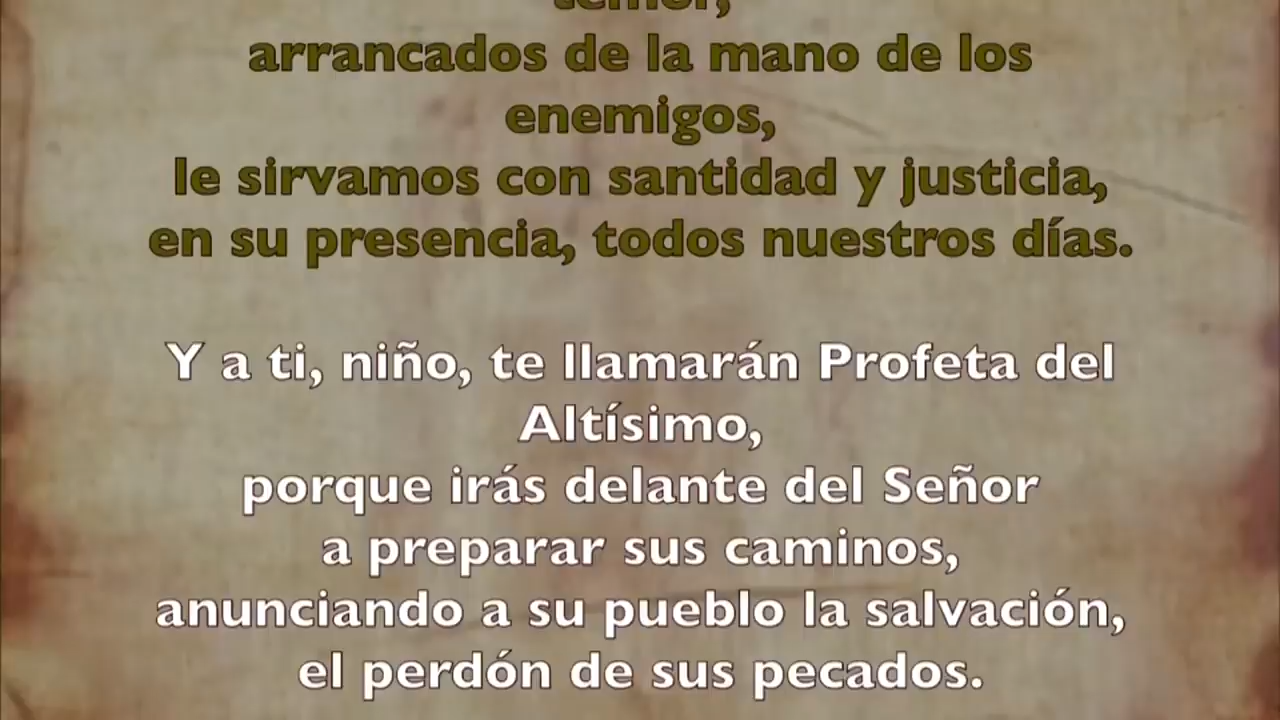 temor,
arrancados de la mano de los
enemigos,
le sirvamos con santidad y justicia,
en su presencia, todos nuestros días.
Y a ti, niño, te llamarán Profeta del
Altísimo,
porque irás delante del Señor
a preparar sus caminos,
anunciando a su pueblo la salvación,
el perdón de sus pecados.